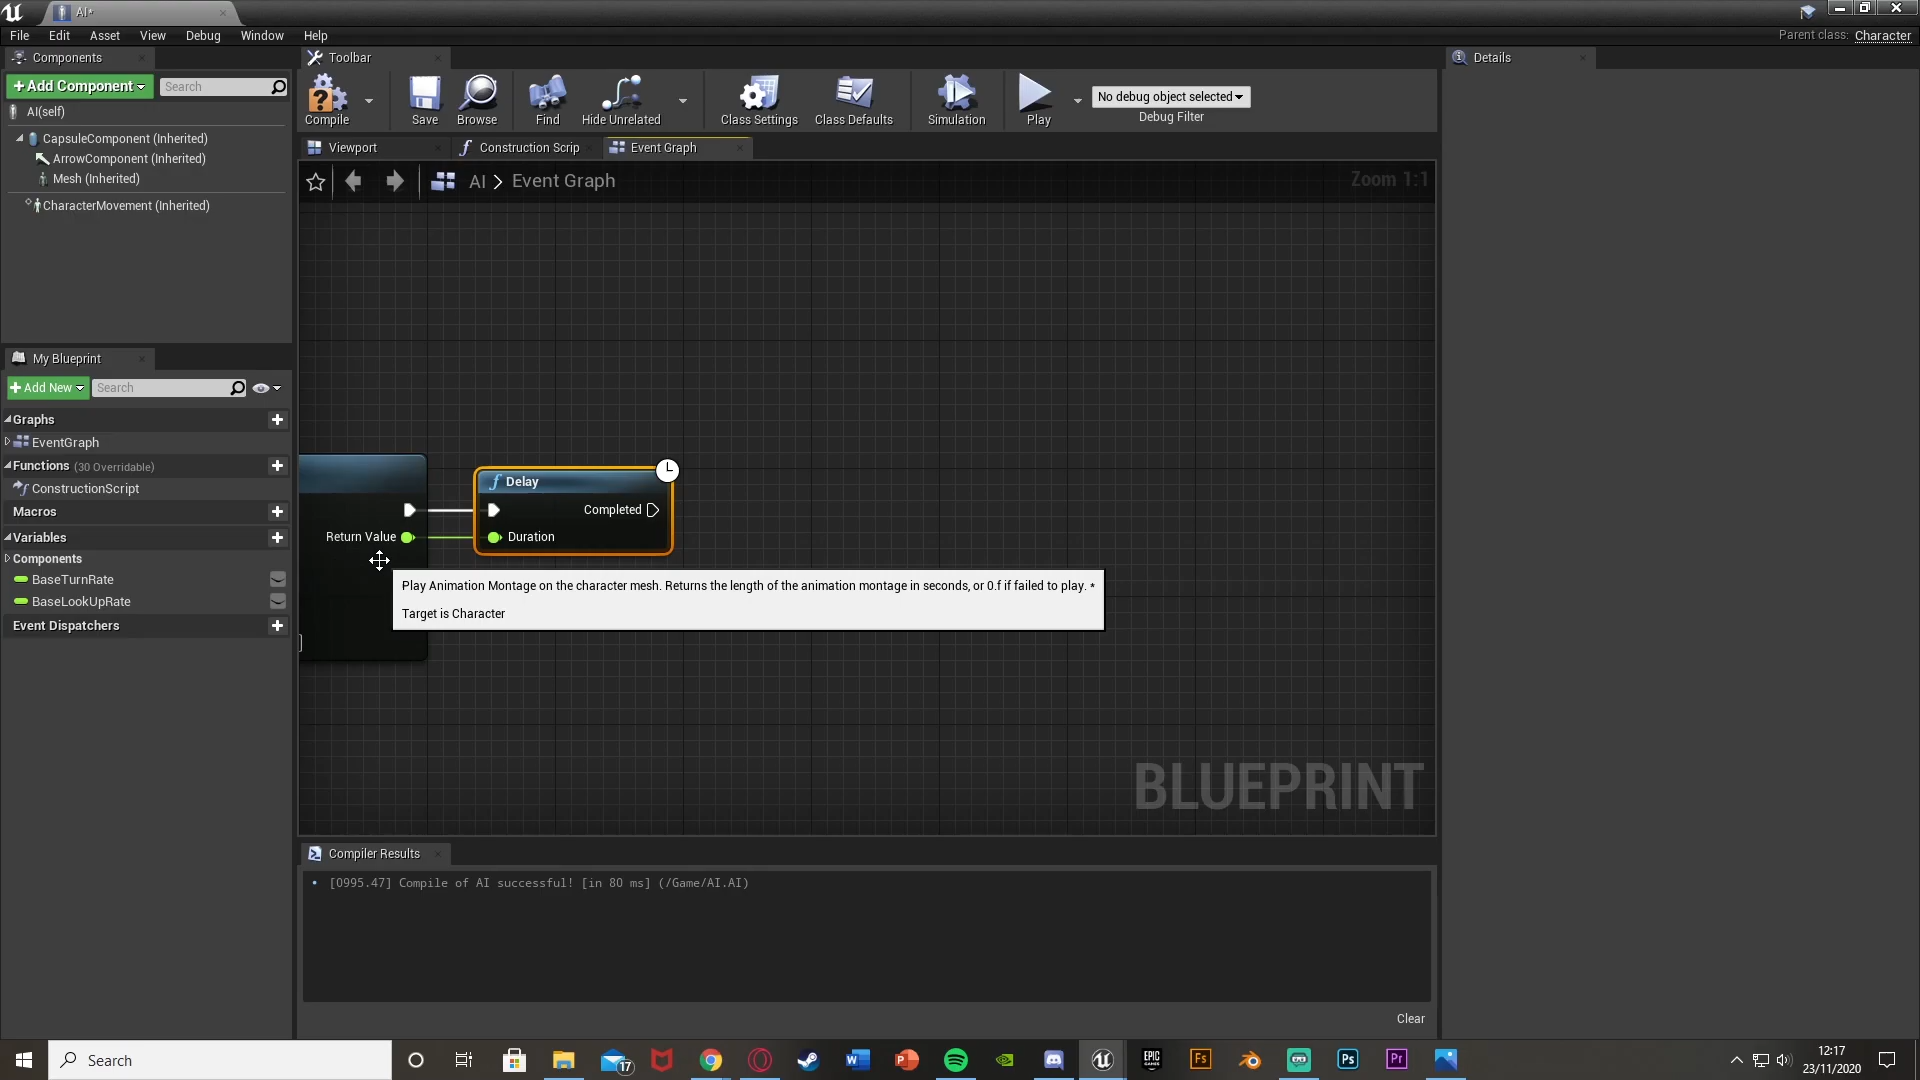 AI*
File Edit Asset View Debug Window Help
Parent class: Character
Components
Toolbar
Details
+Add Component
Search
AI(self)
CapsuleComponent (Inherited)
ArrowComponent (Inherited)
Mesh (Inherited)
CharacterMovement (Inherited)
Compile
Save
Browse
Find
Hide Unrelated
Class Settings
Class Defaults
Simulation
Play
No debug object selected
Debug Filter
Viewport
Construction Scrip
Event Graph
AI > Event Graph
Zoom 1:1
My Blueprint
+Add New
Search
Graphs
EventGraph
Functions (30 Overridable)
ConstructionScript
Macros
Variables
Components
BaseTurnRate
BaseLookUpRate
Event Dispatchers
Delay
Completed
Return Value
Duration
Play Animation Montage on the character mesh. Returns the length of the animation montage in seconds, or 0.f if failed to play. *
Target is Character
BLUEPRINT
Compiler Results
[0995.47] Compile of AI successful! [in 80 ms] (/Game/AI.AI)
Clear
Search
17
EPIC GAMES
Fs
Ps
Pr
12:17
23/11/2020